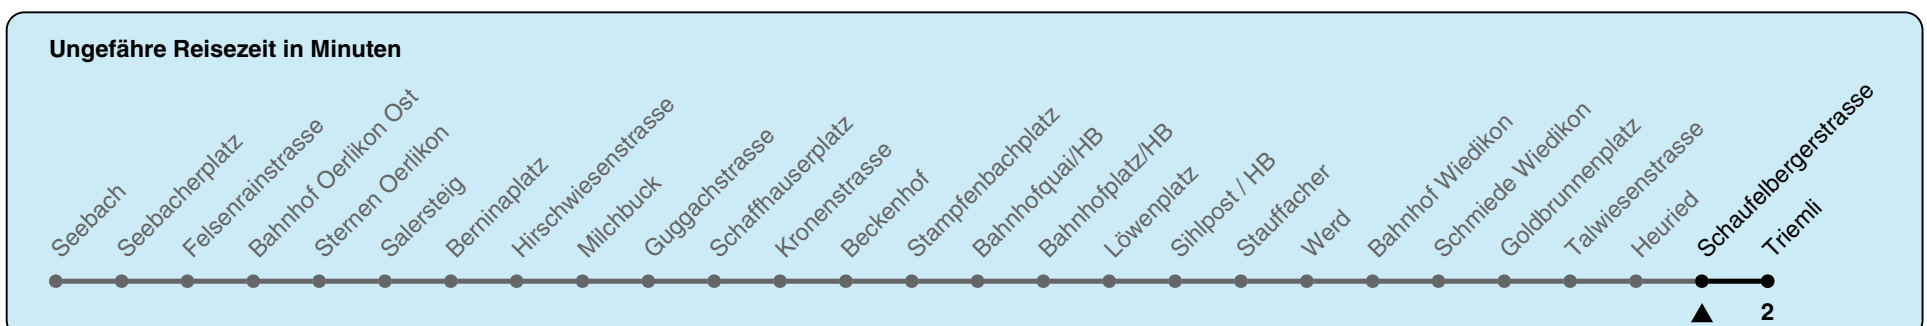 Ungefähre Reisezeit in Minuten
Seebach
Seebacherplatz
Felsenrainstrasse
Bahnhof Oerlikon Ost
Sternen Oerlikon
Salersteig
Berninaplatz
Hirschwiesenstrasse
Milchbuck
Guggachstrasse
Schaffhauserplatz
Kronenstrasse
Beckenhof
Stampfenbachplatz
Bahnhofquai/HB
Bahnhofplatz/HB
Löwenplatz
Sihlpost / HB
Stauffacher
Werd
Bahnhof Wiedikon
Schmiede Wiedikon
Goldbrunnenplatz
Talwiesenstrasse
Heuried
Schaufelbergerstrasse
Triemli
2